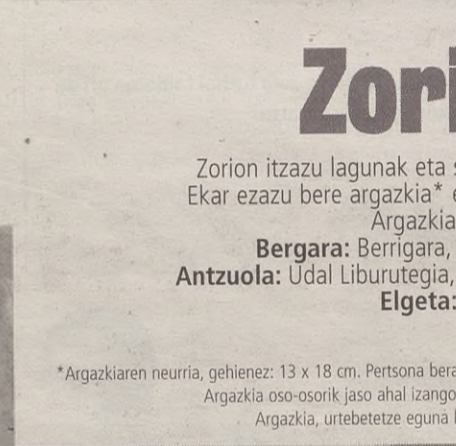 Zori
Zorion itzazu lagunak eta
Ekar ezazu bere argazkia*
Argazkia
Bergara: Berrigara,
Antzuola: Udal Liburutegia,
Elgeta:
*Argazkiaren neurria, gehienez: 13 x 18 cm. Pertsona bera
Argazkia oso-osorik jaso ahal izango
Argazkia, urtebetetze eguna